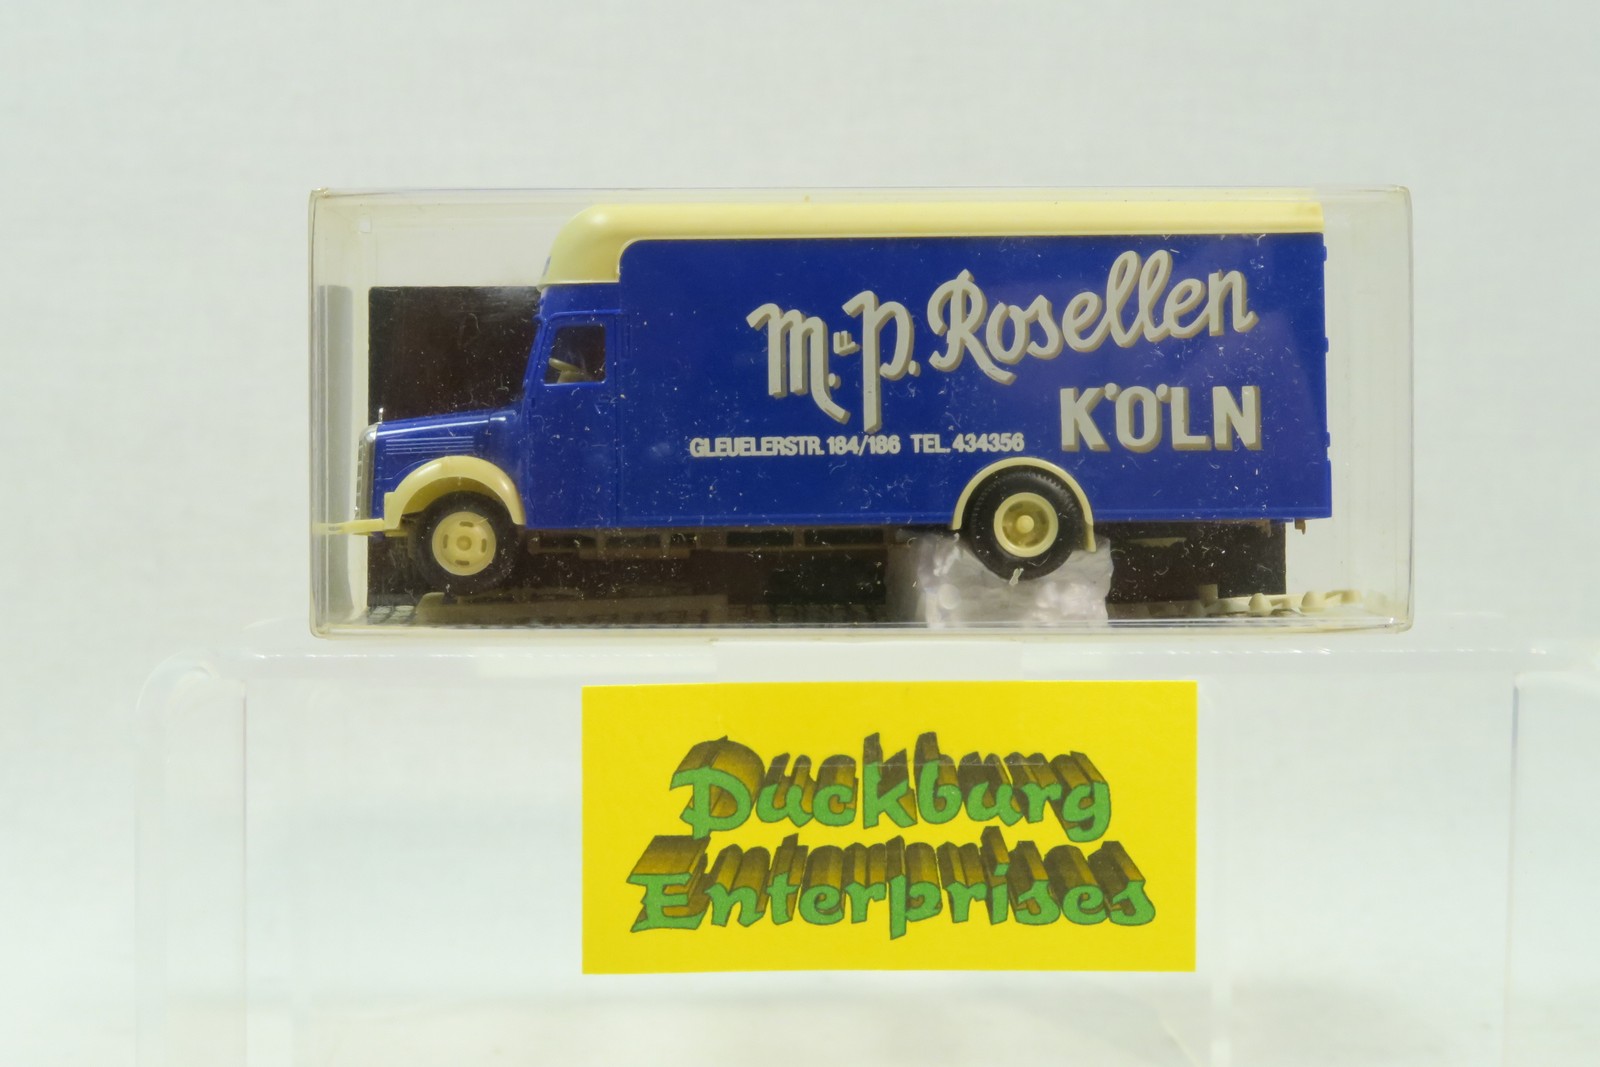 M. u. P. Rosellen
KÖLN
GLEUELERSTR. 184/186 TEL. 434356
Duckburg
Enterprises